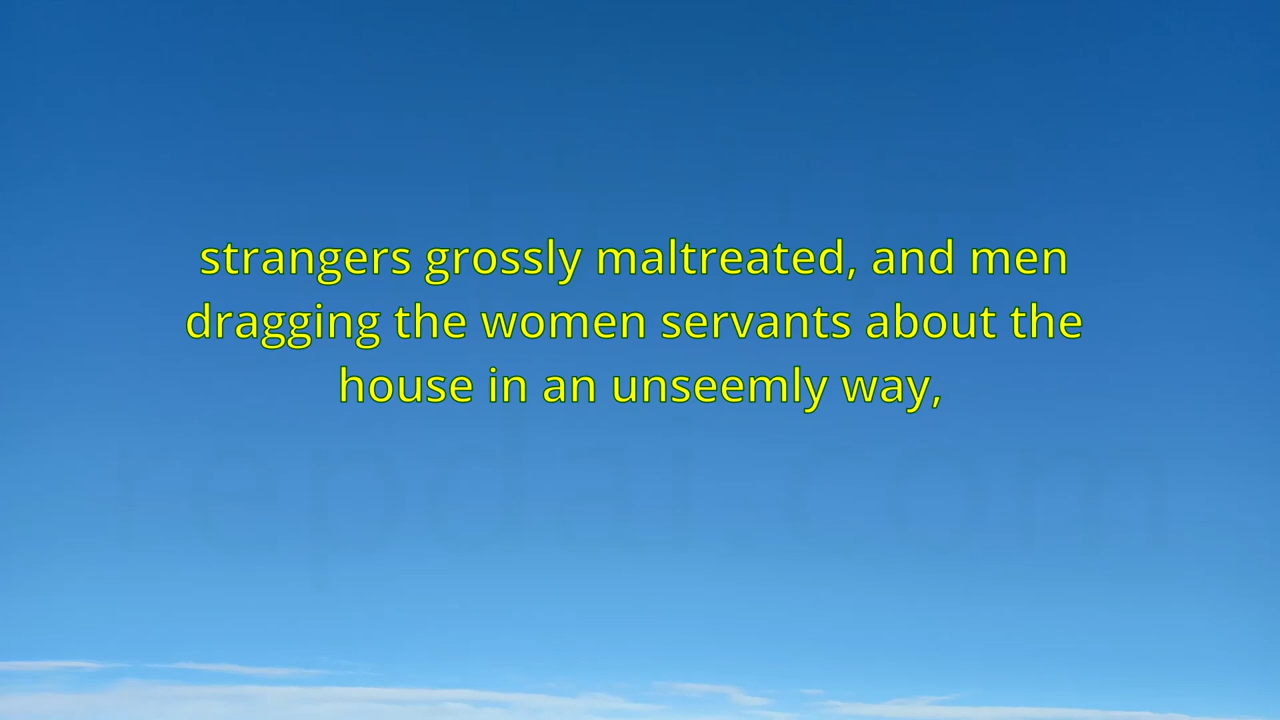 strangers grossly maltreated, and men
dragging the women servants about the
house in an unseemly way,